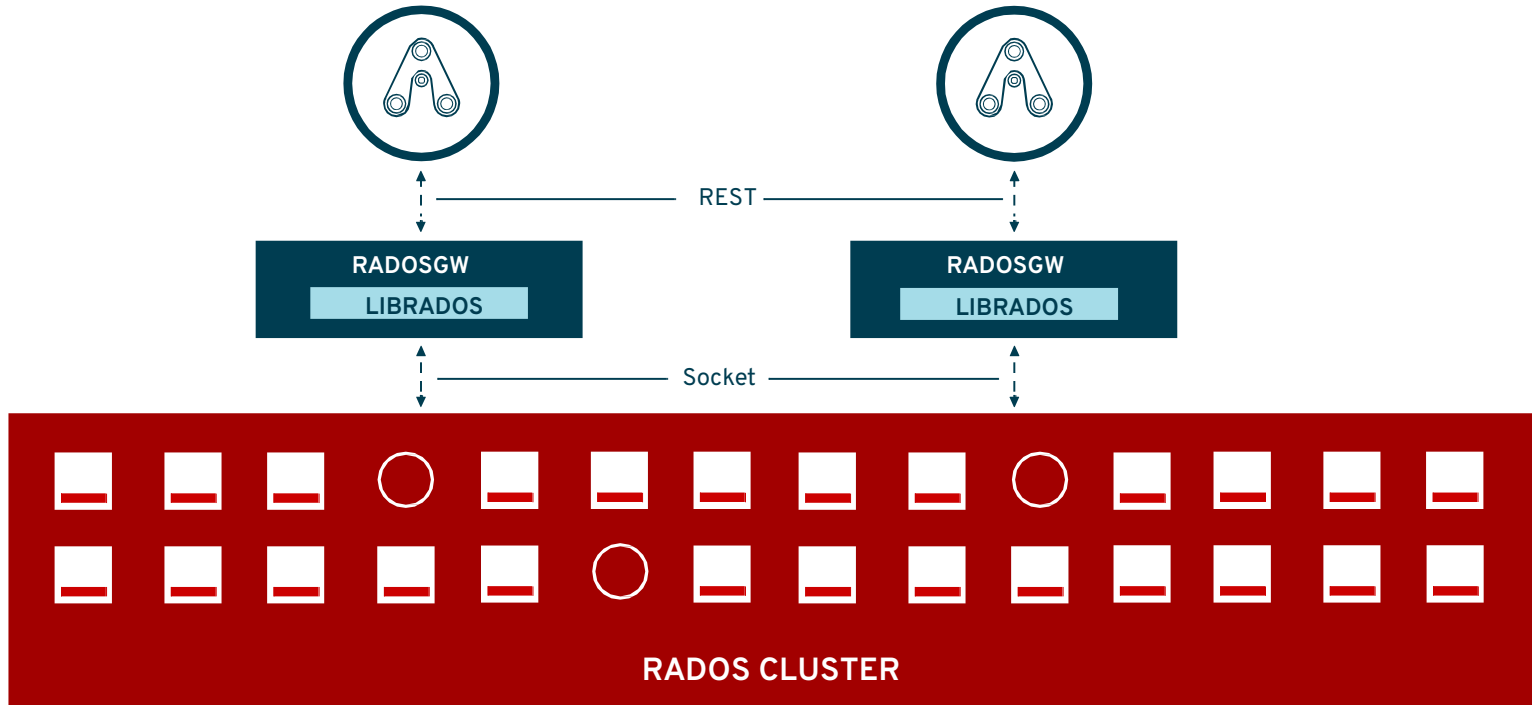 REST
RADOSGW
RADOSGW
LIBRADOS
LIBRADOS
Socket
RADOS CLUSTER